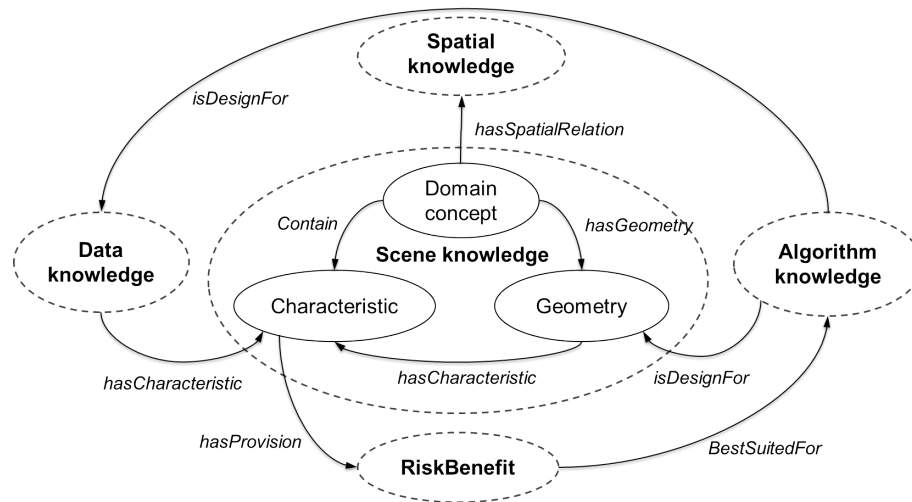 Spatial
knowledge
isDesignFor
hasSpatialRelation
Domain
concept
Contain
hasGeometry
Data
knowledge
Scene knowledge
Algorithm
knowledge
Characteristic
Geometry
hasCharacteristic
hasCharacteristic
isDesignFor
hasProvision
BestSuitedFor
RiskBenefit